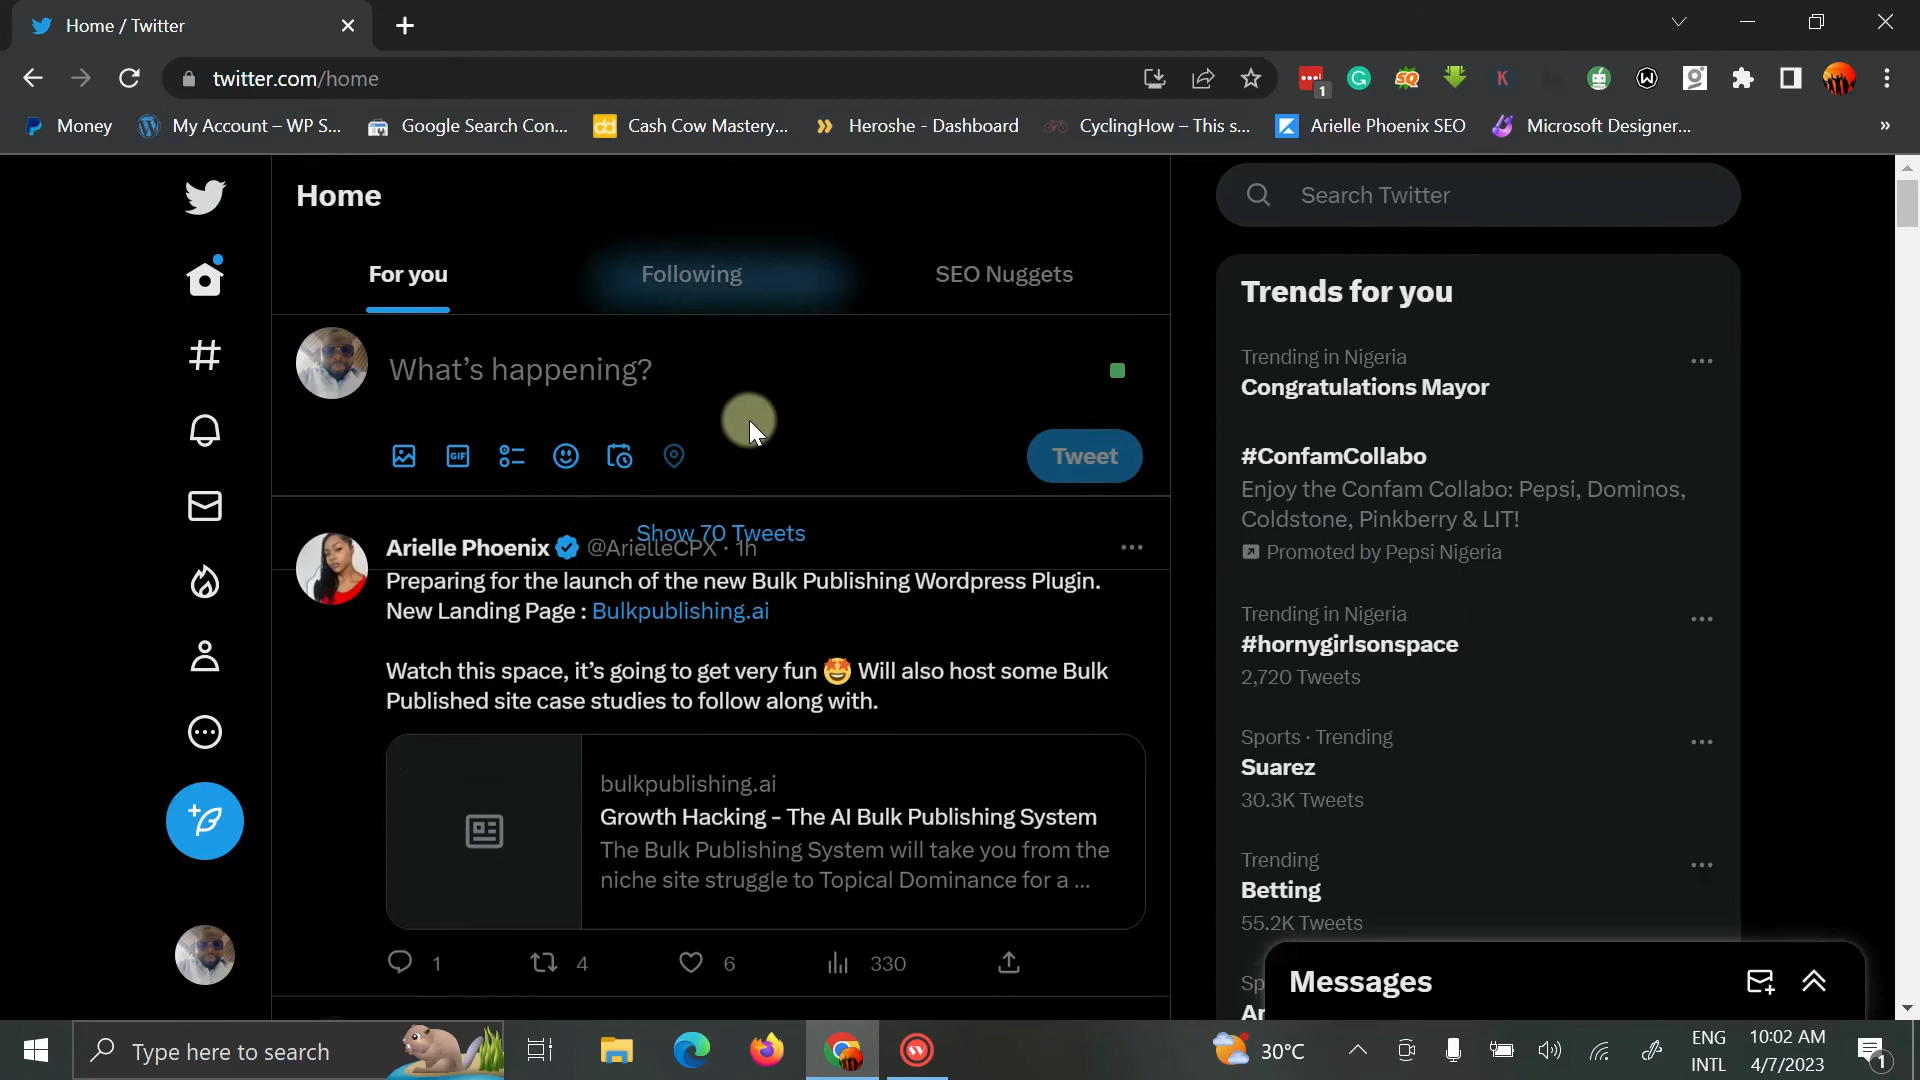 Home / Twitter
twitter.com/home
1
Money
My Account – WP S...
Google Search Con...
Cash Cow Mastery...
Heroshe - Dashboard
CyclingHow – This s...
Arielle Phoenix SEO
Microsoft Designer...
»
Home
For you
Following
SEO Nuggets
What's happening?
GIF
Tweet
Show 70 Tweets
Arielle Phoenix @ArielleCPX · 1h
Preparing for the launch of the new Bulk Publishing Wordpress Plugin.
New Landing Page : Bulkpublishing.ai
Watch this space, it's going to get very fun 🤩 Will also host some Bulk
Published site case studies to follow along with.
bulkpublishing.ai
Growth Hacking - The AI Bulk Publishing System
The Bulk Publishing System will take you from the
niche site struggle to Topical Dominance for a ...
1
4
6
330
Search Twitter
Trends for you
Trending in Nigeria
Congratulations Mayor
#ConfamCollabo
Enjoy the Confam Collabo: Pepsi, Dominos,
Coldstone, Pinkberry & LIT!
Promoted by Pepsi Nigeria
Trending in Nigeria
#hornygirlsonspace
2,720 Tweets
Sports · Trending
Suarez
30.3K Tweets
Trending
Betting
55.2K Tweets
Messages
Type here to search
30°C
ENG
INTL
10:02 AM
4/7/2023
1